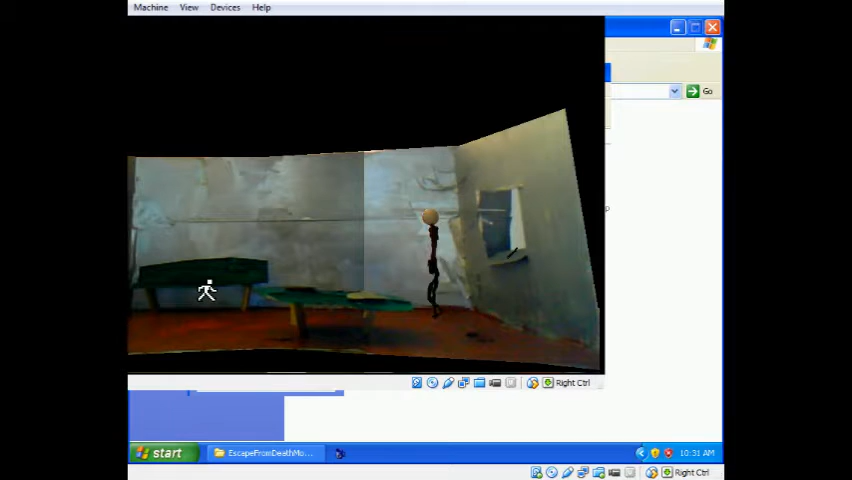 Machine View Devices Help
Go
Right Ctrl
start EscapeFromDeathMo... 10:31 AM
Right Ctrl